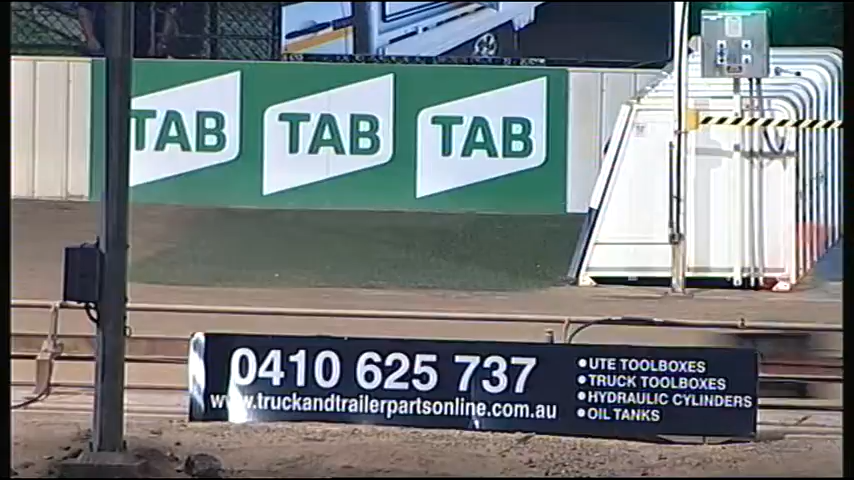 TAB TAB TAB
0410 625 737
www.truckandtrailerpartsonline.com.au
• UTE TOOLBOXES
• TRUCK TOOLBOXES
• HYDRAULIC CYLINDERS
• OIL TANKS